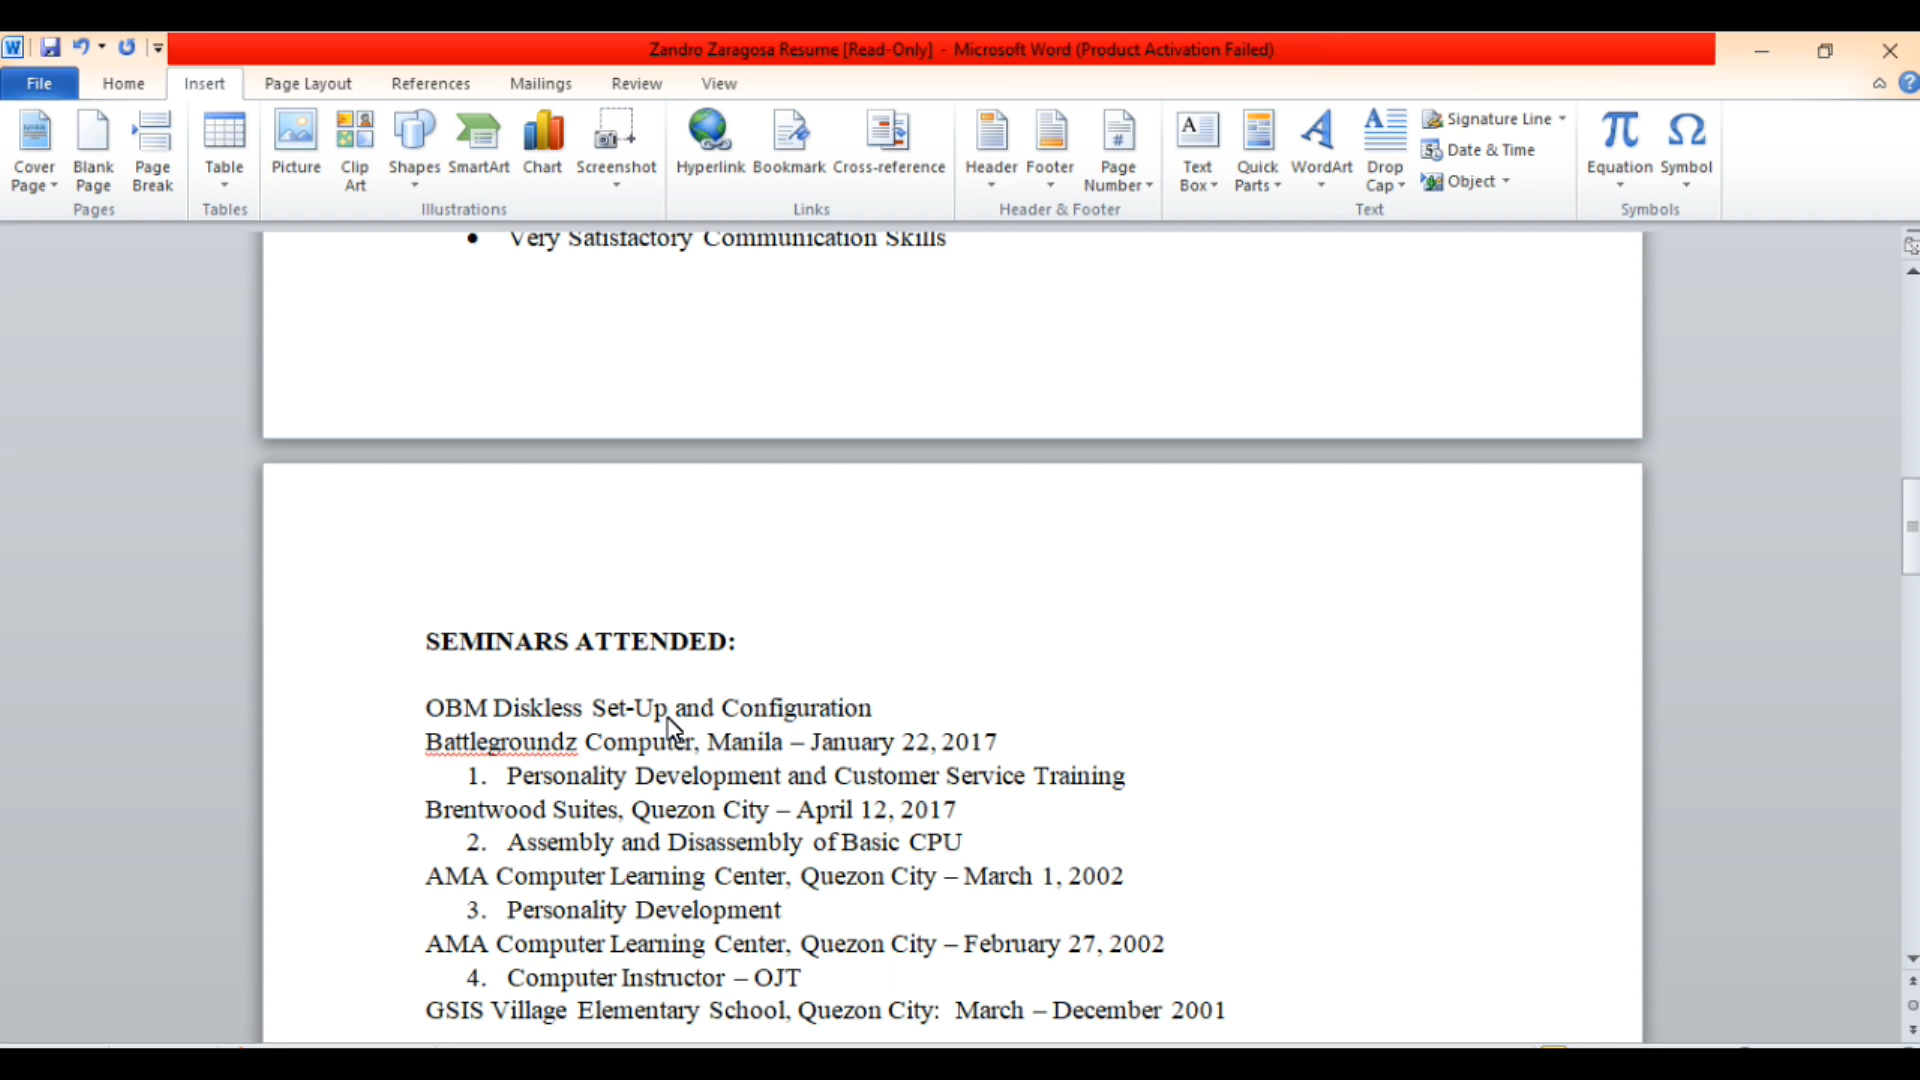 Zandro Zaragosa Resume [Read-Only] - Microsoft Word (Product Activation Failed)
File Home Insert Page Layout References Mailings Review View
Cover Page Blank Page Page Break Table Picture Clip Art Shapes SmartArt Chart Screenshot Hyperlink Bookmark Cross-reference Header Footer Page Number Text Box Quick Parts WordArt Drop Cap Signature Line Date & Time Object Equation Symbol
Pages Tables Illustrations Links Header & Footer Text Symbols
• Very Satisfactory Communication Skills
SEMINARS ATTENDED:
OBM Diskless Set-Up and Configuration
Battlegroundz Computer, Manila – January 22, 2017
1. Personality Development and Customer Service Training
Brentwood Suites, Quezon City – April 12, 2017
2. Assembly and Disassembly of Basic CPU
AMA Computer Learning Center, Quezon City – March 1, 2002
3. Personality Development
AMA Computer Learning Center, Quezon City – February 27, 2002
4. Computer Instructor – OJT
GSIS Village Elementary School, Quezon City: March – December 2001